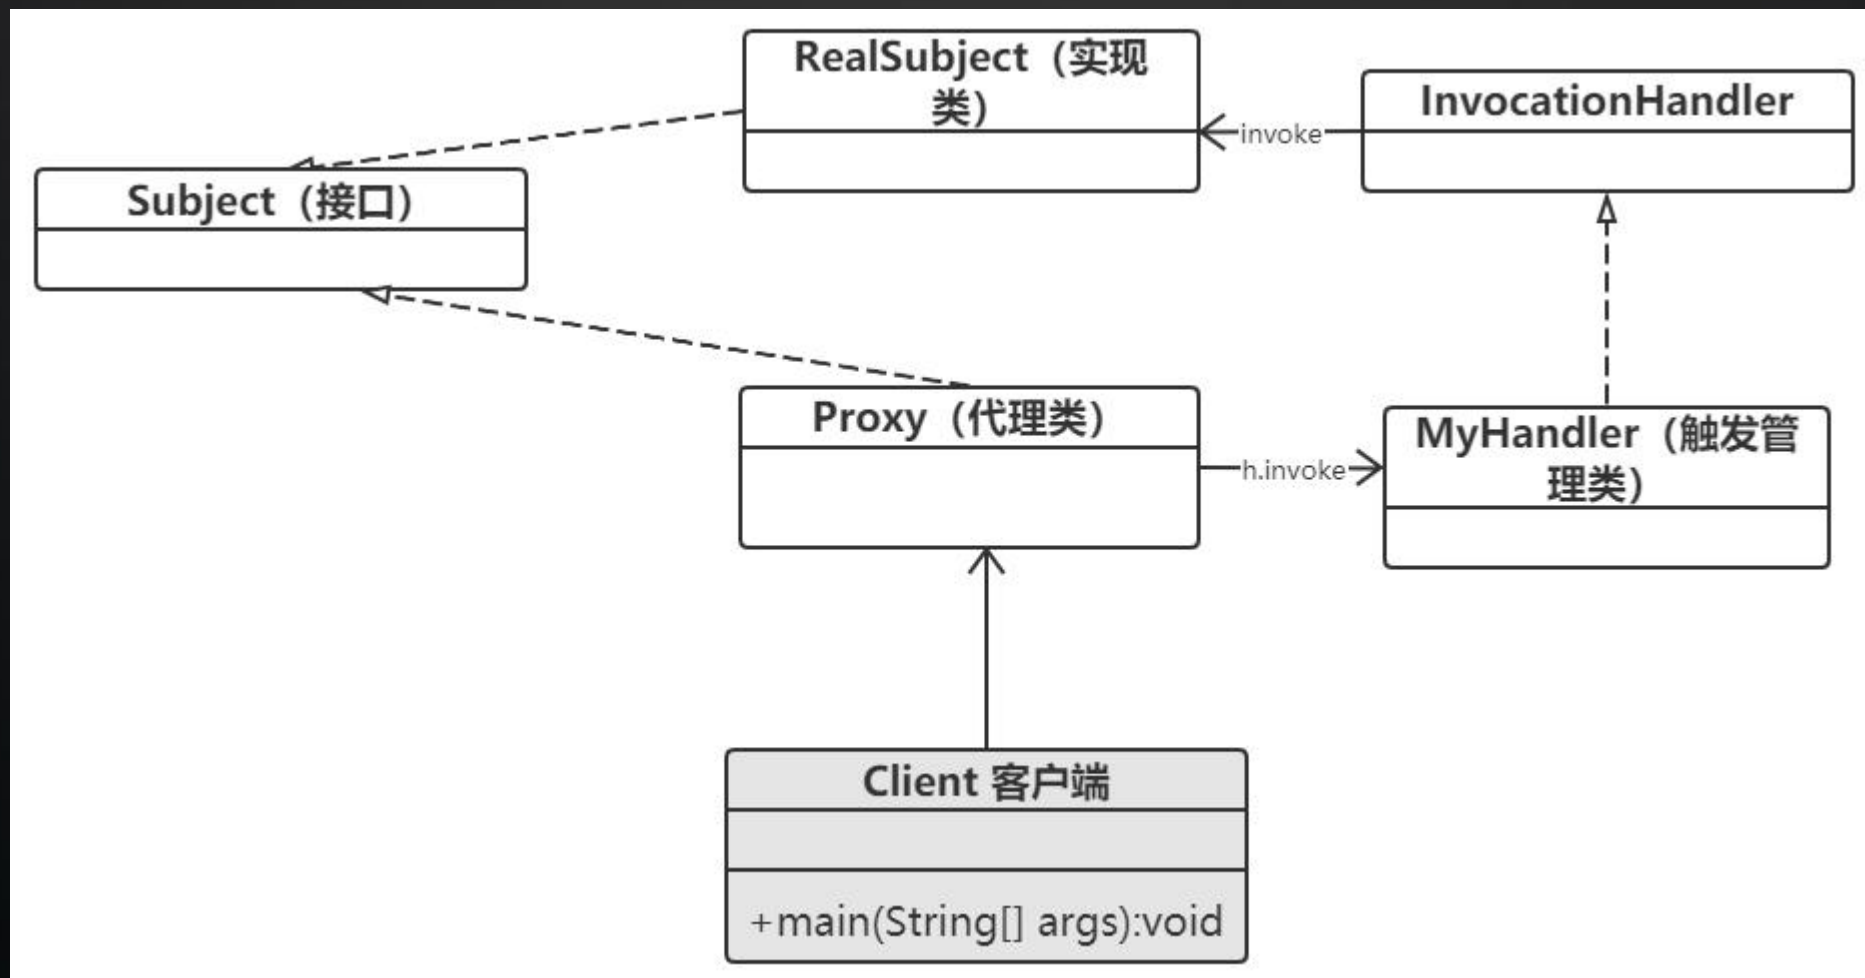 RealSubject（实现
类）
InvocationHandler
invoke
Subject（接口）
Proxy（代理类）
MyHandler（触发管
理类）
h.invoke
Client 客户端
+main(String[] args):void